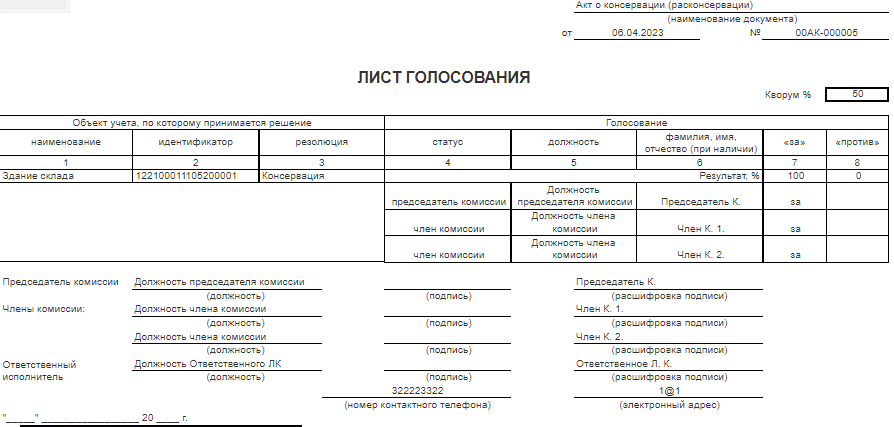 Акт о консервации (расконсервации)
(наименование документа)
от 06.04.2023 № 00АК-000005
ЛИСТ ГОЛОСОВАНИЯ
Кворум % 50
Объект учета, по которому принимается решение Голосование
наименование идентификатор резолюция статус должность фамилия, имя, отчество (при наличии) «за» «против»
1 2 3 4 5 6 7 8
Здание склада 122100011105200001 Консервация Результат, % 100 0
председатель комиссии Должность председателя комиссии Председатель К. за
член комиссии Должность члена комиссии Член К. 1. за
член комиссии Должность члена комиссии Член К. 2. за
Председатель комиссии Должность председателя комиссии Председатель К.
(должность) (подпись) (расшифровка подписи)
Члены комиссии: Должность члена комиссии Член К. 1.
(должность) (подпись) (расшифровка подписи)
Должность члена комиссии Член К. 2.
(должность) (подпись) (расшифровка подписи)
Ответственный Должность Ответственного ЛК Ответственное Л. К.
исполнитель (должность) (подпись) (расшифровка подписи)
322223322 1@1
(номер контактного телефона) (электронный адрес)
"_____" _________________ 20 ____ г.